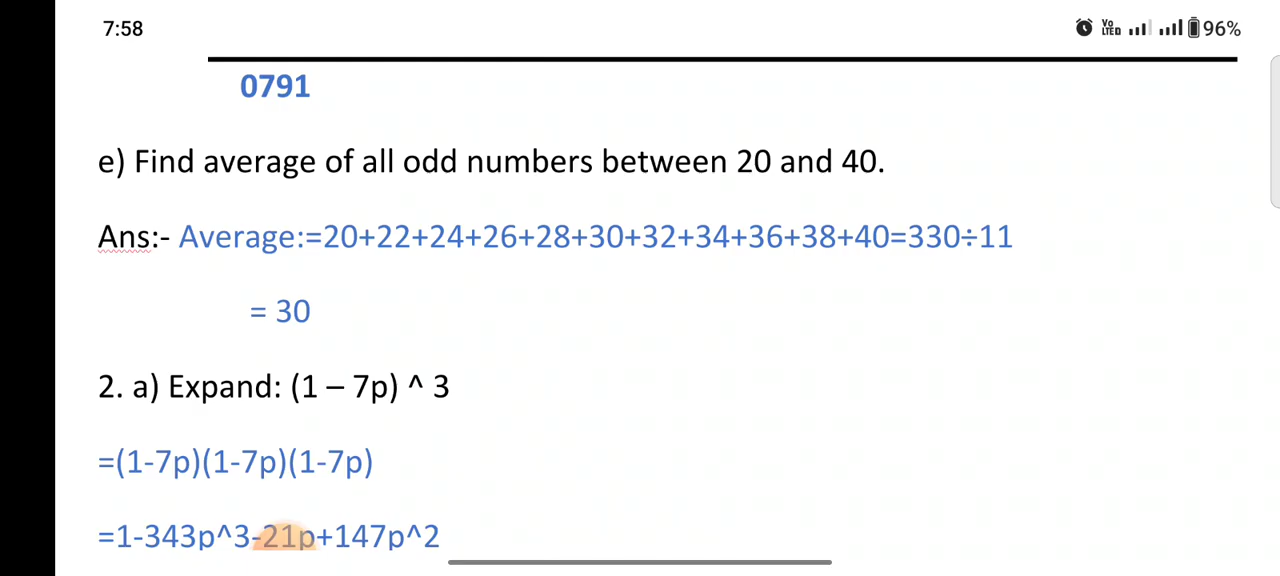 7:58
Vo LTED 96%
0791
e) Find average of all odd numbers between 20 and 40.
Ans:- Average:=20+22+24+26+28+30+32+34+36+38+40=330÷11
= 30
2. a) Expand: (1 – 7p) ^ 3
=(1-7p)(1-7p)(1-7p)
=1-343p^3-21p+147p^2